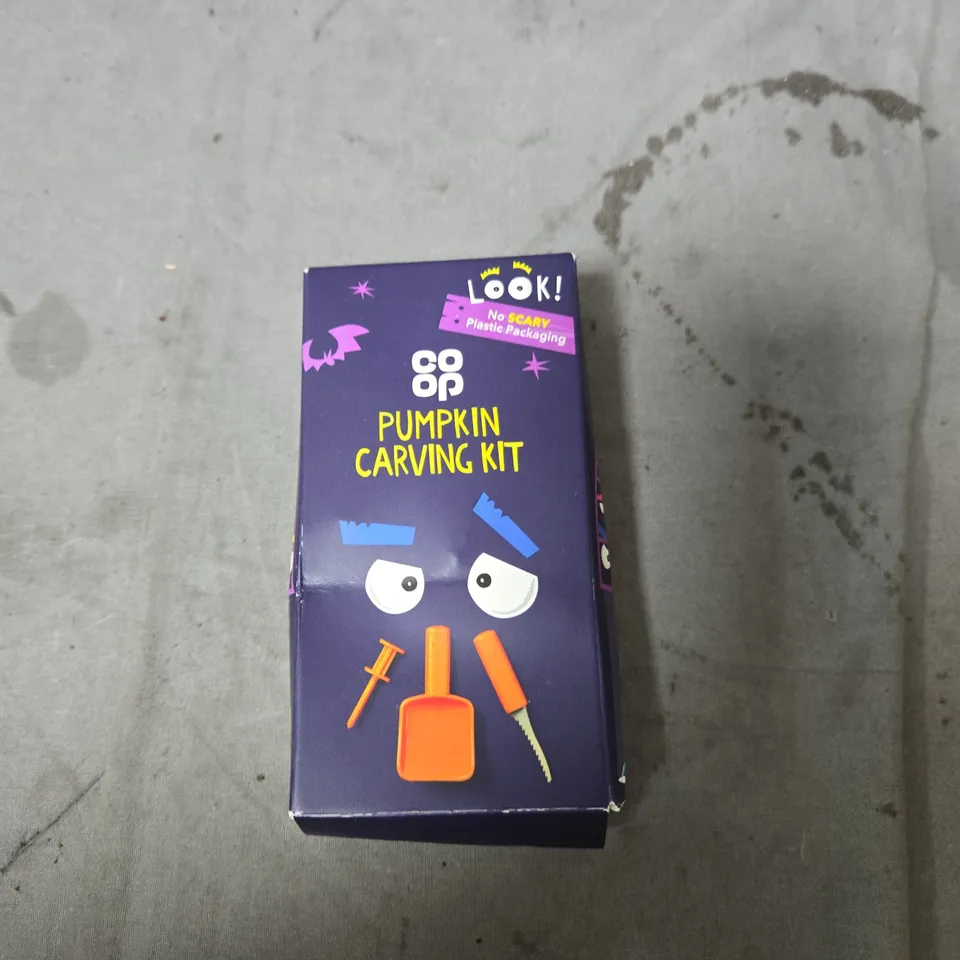 LOOK!
No SCARY
Plastic Packaging
CO
OP
PUMPKIN
CARVING KIT